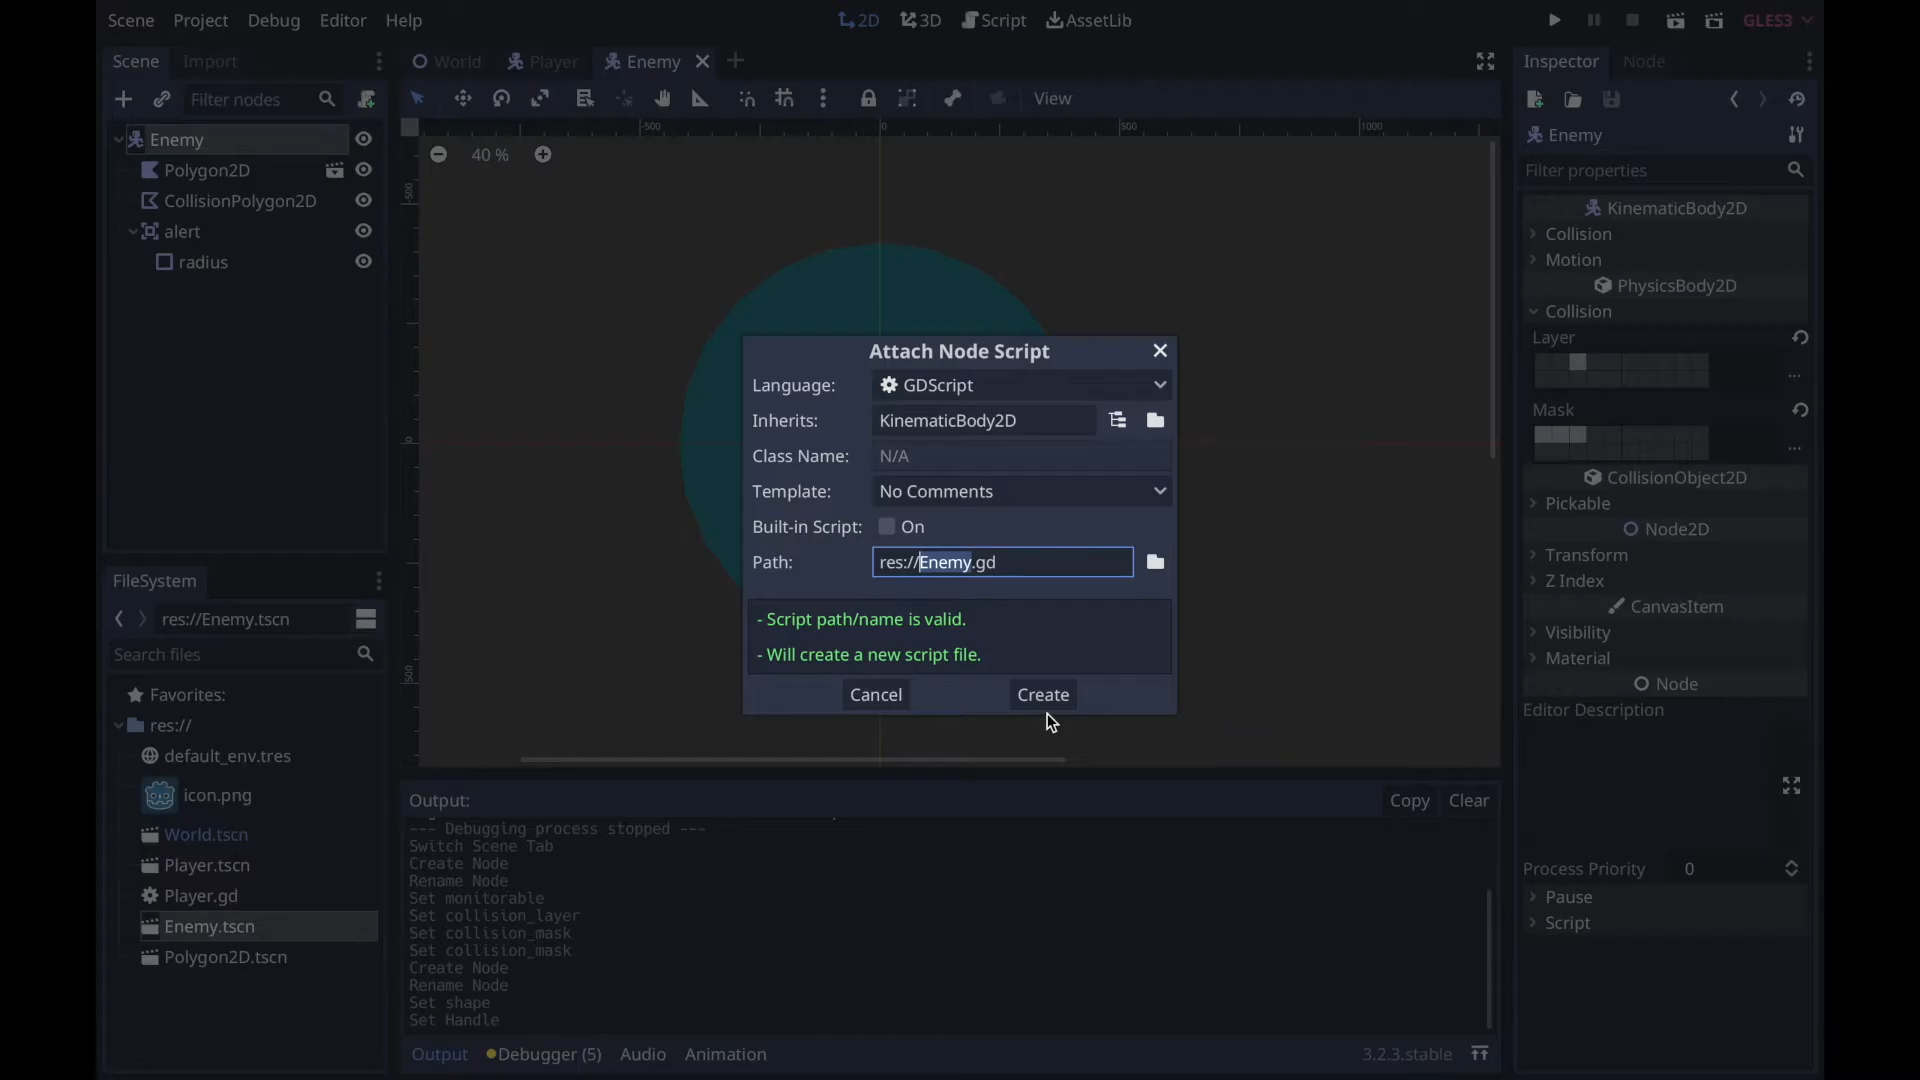 Scene Project Debug Editor Help
2D 3D Script AssetLib
GLES3
Scene Import
World Player Enemy
Inspector Node
Filter nodes
View
Enemy
Polygon2D
CollisionPolygon2D
alert
radius
-500 0 500 1000
40 %
-500
0
500
Enemy
Filter properties
KinematicBody2D
Collision
Motion
PhysicsBody2D
Collision
Layer
...
Mask
...
CollisionObject2D
Pickable
Node2D
Transform
Z Index
CanvasItem
Visibility
Material
Node
Editor Description
Process Priority 0
Pause
Script
Attach Node Script
Language: GDScript
Inherits: KinematicBody2D
Class Name: N/A
Template: No Comments
Built-in Script: On
Path: res://Enemy.gd
- Script path/name is valid.
- Will create a new script file.
Cancel Create
FileSystem
res://Enemy.tscn
Search files
Favorites:
res://
default_env.tres
icon.png
World.tscn
Player.tscn
Player.gd
Enemy.tscn
Polygon2D.tscn
Output: Copy Clear
--- Debugging process stopped ---
Switch Scene Tab
Create Node
Rename Node
Set monitorable
Set collision_layer
Set collision_mask
Set collision_mask
Create Node
Rename Node
Set shape
Set Handle
Output Debugger (5) Audio Animation 3.2.3.stable